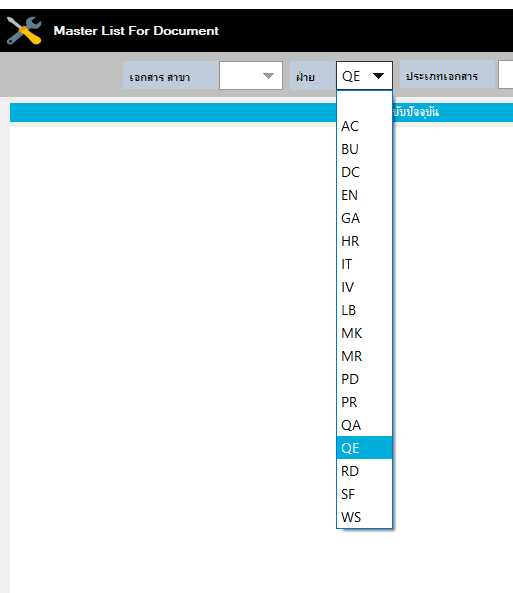 Master List For Document
เอกสาร สาขา ฝ่าย QE ประเภทเอกสาร
บับปัจจุบัน
AC
BU
DC
EN
GA
HR
IT
IV
LB
MK
MR
PD
PR
QA
QE
RD
SF
WS